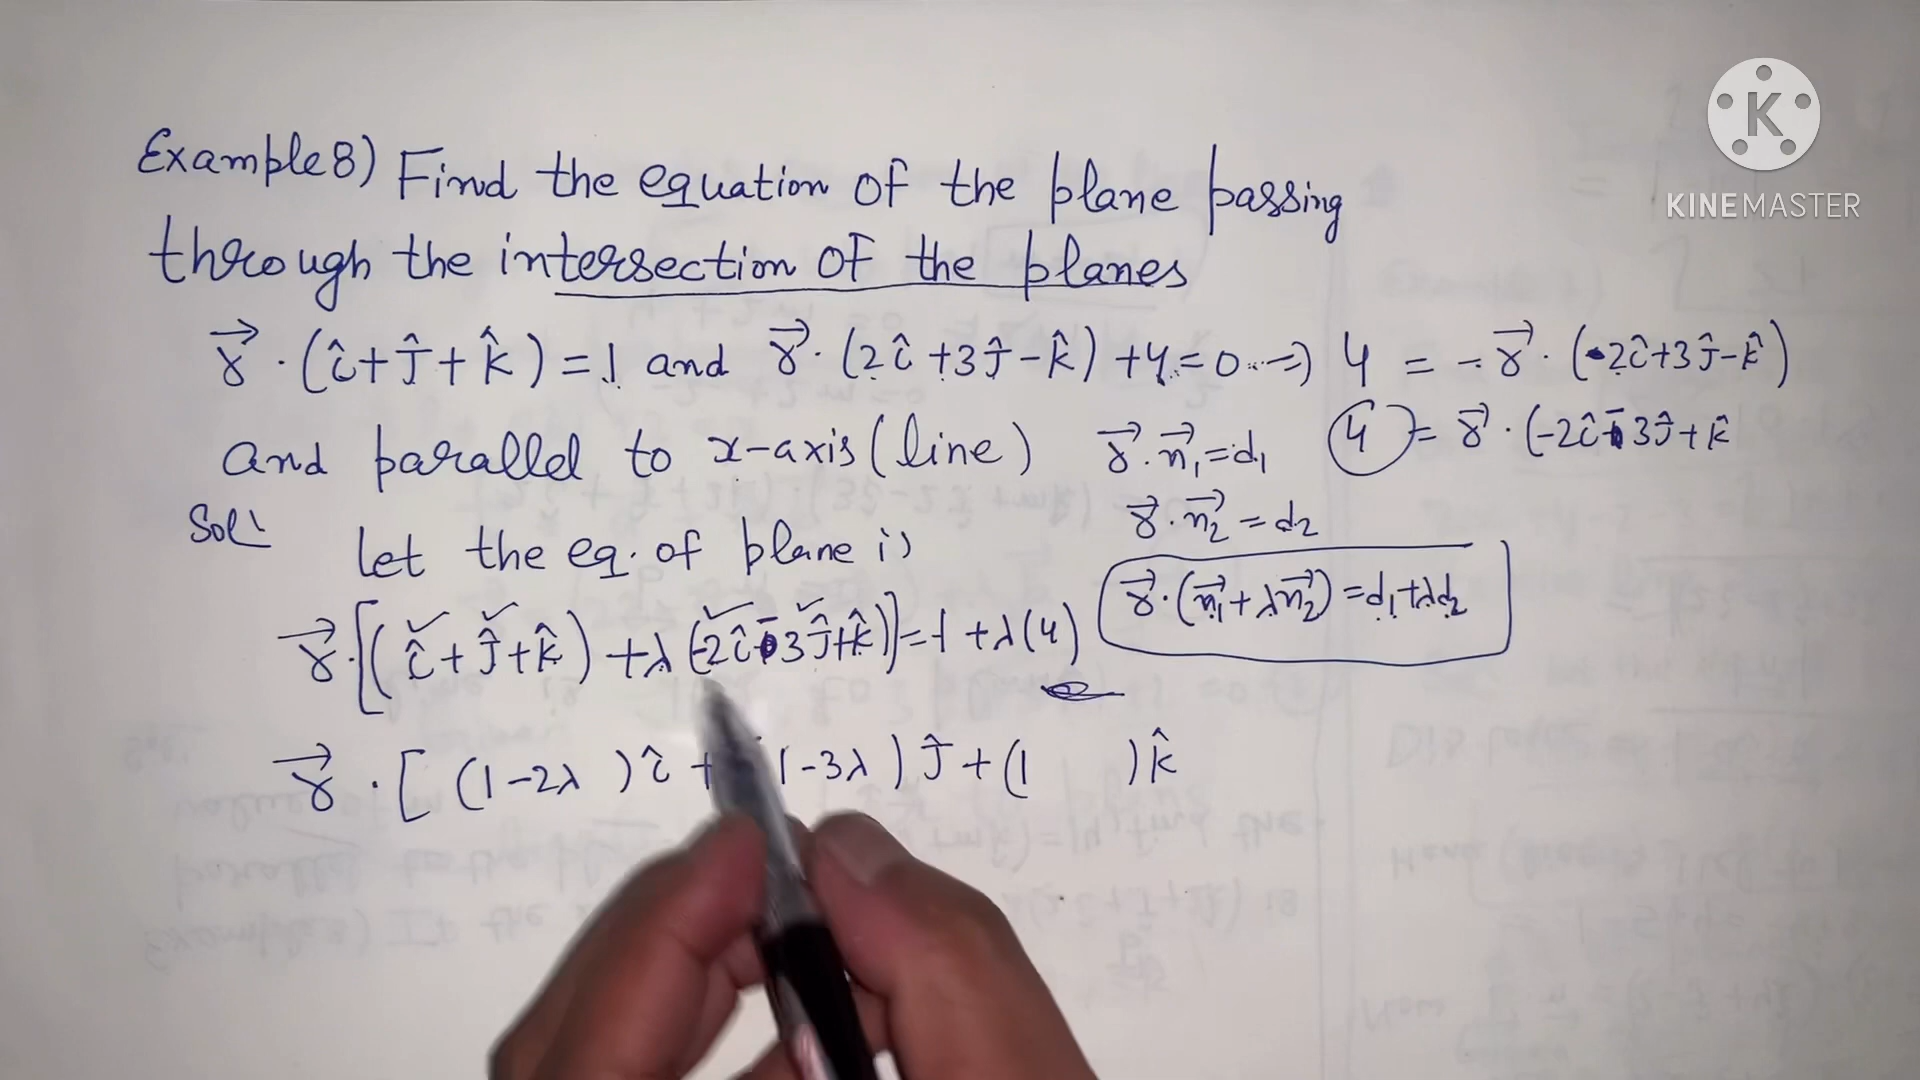 Example 8) Find the equation of the plane passing
through the intersection of the planes
r⃗ · (î + ĵ + k̂) = 1 and r⃗ · (2î + 3ĵ - k̂) + 4 = 0 ⇒ 4 = - r⃗ · (2î + 3ĵ - k̂)
and parallel to x-axis (line) r⃗ . n⃗₁ = d₁ 4 = r⃗ · (-2î - 3ĵ + k̂
Sol: r⃗ . n⃗₂ = d₂
Let the eq. of plane is
r⃗ · [(î + ĵ + k̂) + λ (-2î - 3ĵ + k̂)] = 1 + λ(4) r⃗ · (n⃗₁ + λn⃗₂) = d₁ + λd₂
r⃗ · [ (1 - 2λ ) î + (1 - 3λ ) ĵ + (1 ) k̂
K
KINEMASTER